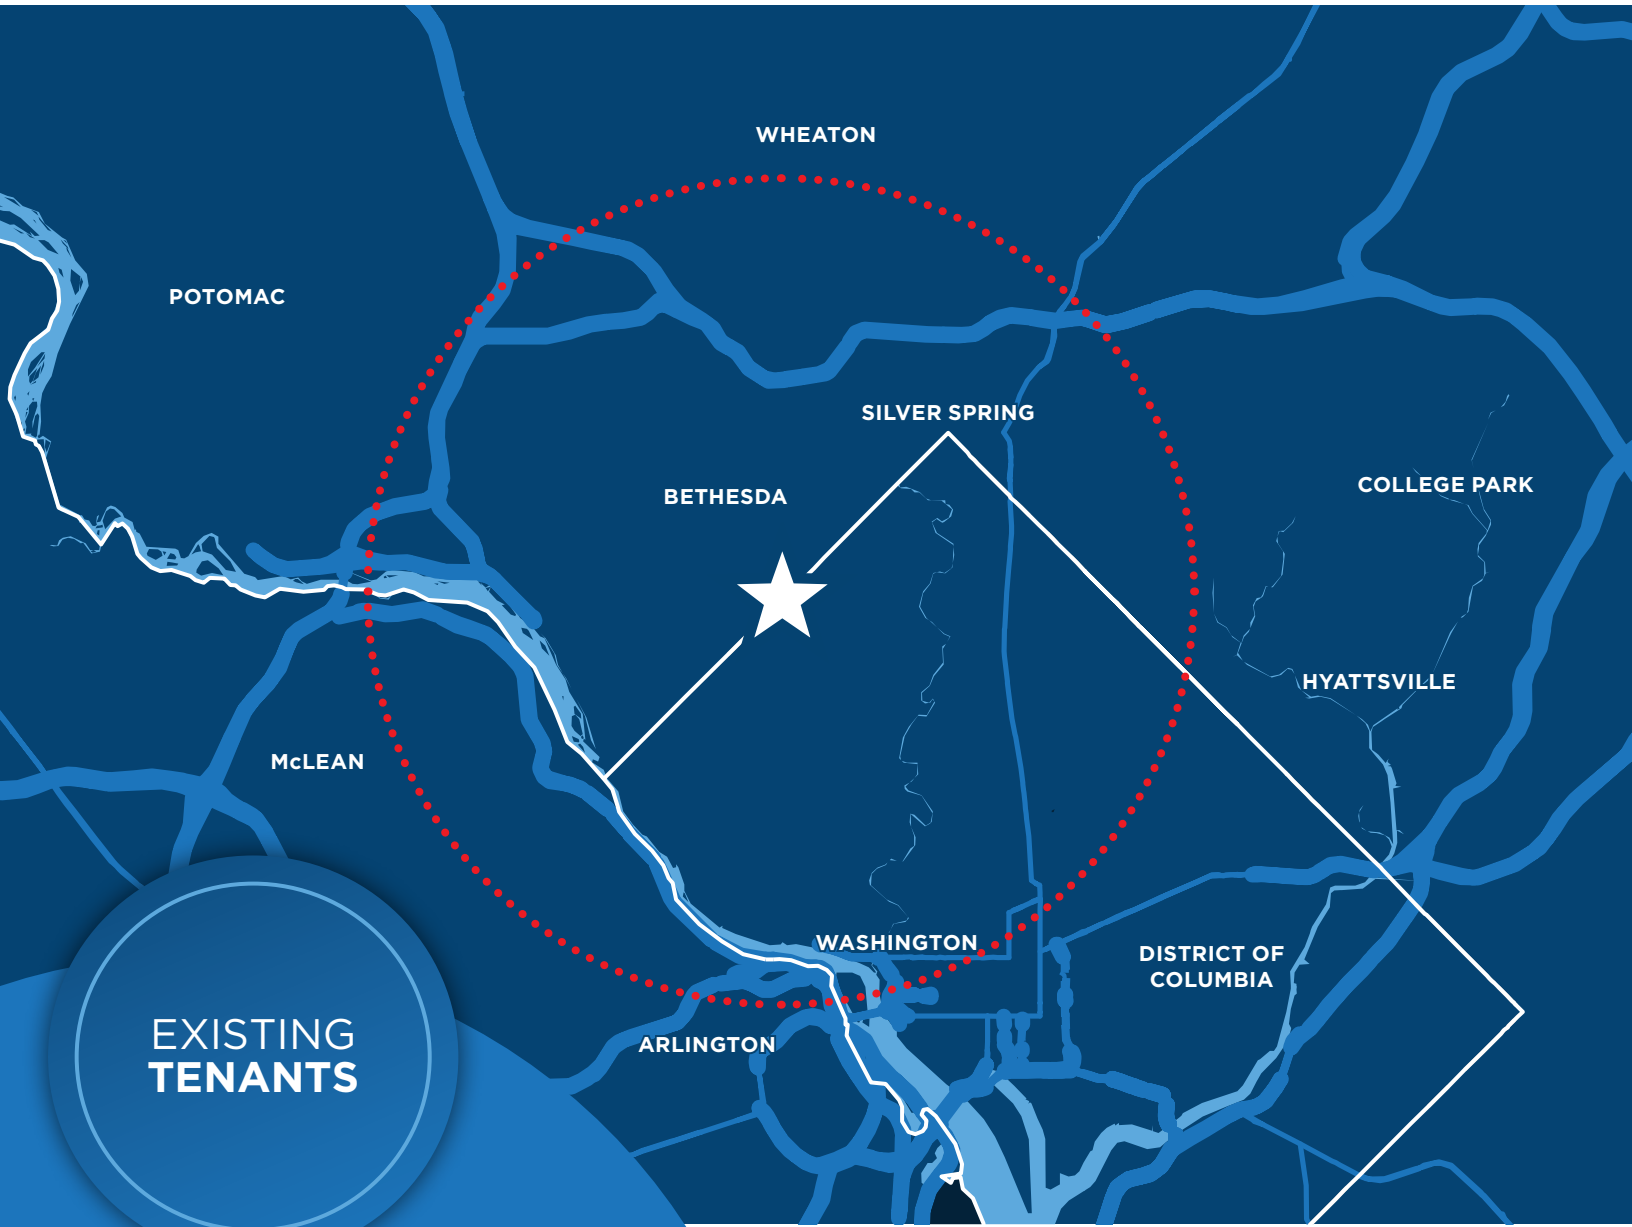 WHEATON
POTOMAC
SILVER SPRING
COLLEGE PARK
BETHESDA
HYATTSVILLE
McLEAN
WASHINGTON
DISTRICT OF
COLUMBIA
ARLINGTON
EXISTING
TENANTS